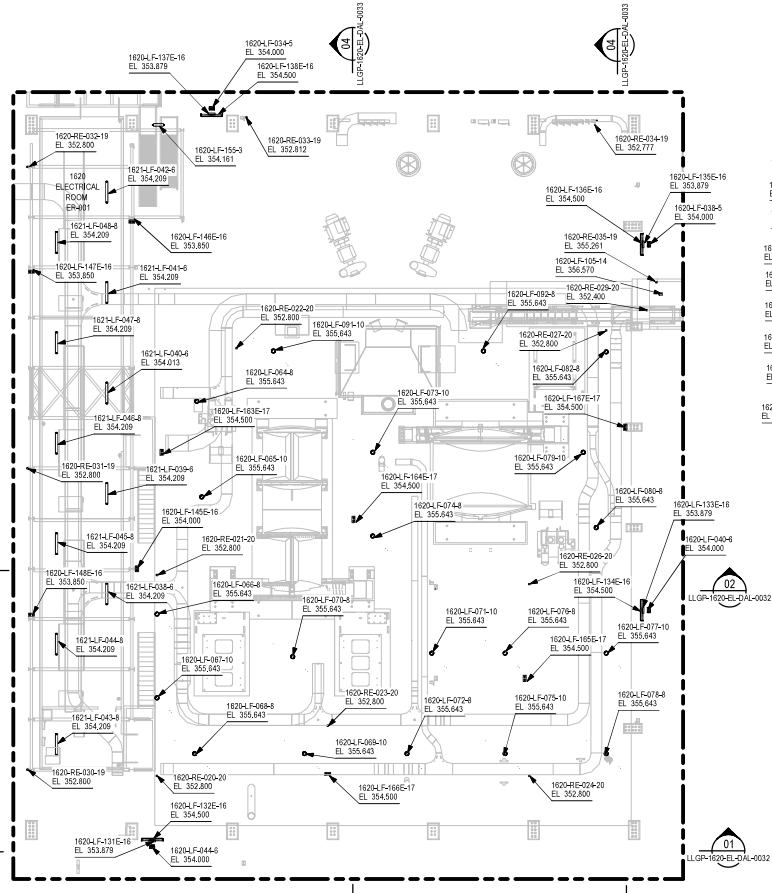 04
LLGP-1620-EL-DAL-0033
04
LLGP-1620-EL-DAL-0033
1620-LF-034-5
EL 354.000
1620-LF-137E-16
EL 353.879
1620-LF-138E-16
EL 354.500
1620-RE-032-19
EL 352.800
1620-RE-033-19
EL 352.812
1620-RE-034-19
EL 352.777
1620-LF-155-3
EL 354.161
1621-LF-042-6
EL 354.209
1620
ELECTRICAL
ROOM
ER-001
1620-LF-135E-16
EL 353.879
1620-LF-136E-16
EL 354.500
1620-LF-038-5
EL 354.000
1621-LF-048-8
EL 354.209
1620-LF-146E-16
EL 353.850
1620-RE-035-19
EL 355.261
1620-LF-105-14
EL 356.570
1620-LF-147E-16
EL 353.850
1621-LF-041-6
EL 354.209
1620-LF-092-8
EL 355.643
1620-RE-029-20
EL 352.400
1620-RE-022-20
EL 352.800
1621-LF-047-8
EL 354.209
1620-LF-091-10
EL 355.643
1620-RE-027-20
EL 352.800
1621-LF-040-6
EL 354.013
1620-LF-082-8
EL 355.643
1620-LF-064-8
EL 355.643
1620-LF-073-10
EL 355.643
1620-LF-167E-17
EL 354.500
1620-LF-163E-17
EL 354.500
1621-LF-046-8
EL 354.209
1620-RE-031-19
EL 352.800
1621-LF-039-6
EL 354.209
1620-LF-065-10
EL 355.643
1620-LF-079-10
EL 355.643
1620-LF-164E-17
EL 354.500
1620-LF-080-8
EL 355.643
1620-LF-074-8
EL 355.643
1620-LF-133E-16
EL 353.879
1620-LF-145E-16
EL 354.000
1621-LF-045-8
EL 354.209
1620-RE-021-20
EL 352.800
1620-LF-040-6
EL 354.000
1620-RE-026-20
EL 352.800
1620-LF-148E-16
EL 353.850
1620-LF-134E-16
EL 354.500
02
LLGP-1620-EL-DAL-0032
1621-LF-038-6
EL 354.209
1620-LF-066-8
EL 355.643
1620-LF-070-8
EL 355.643
1620-LF-071-10
EL 355.643
1620-LF-076-8
EL 355.643
1620-LF-077-10
EL 355.643
1621-LF-044-8
EL 354.209
1620-LF-165E-17
EL 354.500
1620-LF-067-10
EL 355.643
1620-RE-023-20
EL 352.800
1620-LF-072-8
EL 355.643
1620-LF-075-10
EL 355.643
1620-LF-078-8
EL 355.643
1620-LF-068-8
EL 355.643
1621-LF-043-8
EL 354.209
1620-LF-069-10
EL 355.643
1620-RE-030-19
EL 352.800
1620-RE-020-20
EL 352.800
1620-LF-166E-17
EL 354.500
1620-RE-024-20
EL 352.800
1620-LF-132E-16
EL 354.500
1620-LF-131E-16
EL 353.879
1620-LF-044-6
EL 354.000
01
LLGP-1620-EL-DAL-0032